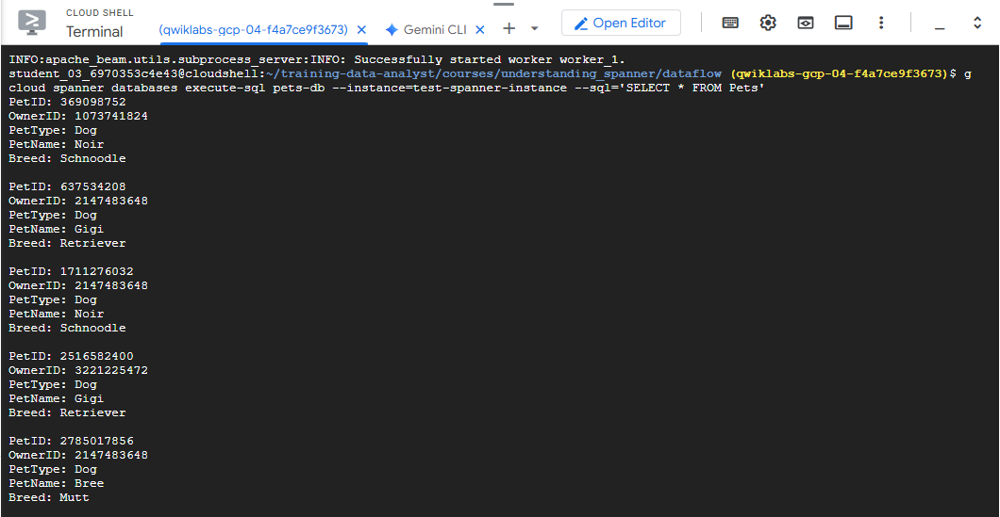 CLOUD SHELL
Terminal
(qwiklabs-gcp-04-f4a7ce9f3673)
Gemini CLI
Open Editor
INFO:apache_beam.utils.subprocess_server:INFO: Successfully started worker worker_1.
student_03_6970353c4e43@cloudshell:~/training-data-analyst/courses/understanding_spanner/dataflow (qwiklabs-gcp-04-f4a7ce9f3673)$ g
cloud spanner databases execute-sql pets-db --instance=test-spanner-instance --sql='SELECT * FROM Pets'
PetID: 369098752
OwnerID: 1073741824
PetType: Dog
PetName: Noir
Breed: Schnoodle
PetID: 637534208
OwnerID: 2147483648
PetType: Dog
PetName: Gigi
Breed: Retriever
PetID: 1711276032
OwnerID: 2147483648
PetType: Dog
PetName: Noir
Breed: Schnoodle
PetID: 2516582400
OwnerID: 3221225472
PetType: Dog
PetName: Gigi
Breed: Retriever
PetID: 2785017856
OwnerID: 2147483648
PetType: Dog
PetName: Bree
Breed: Mutt